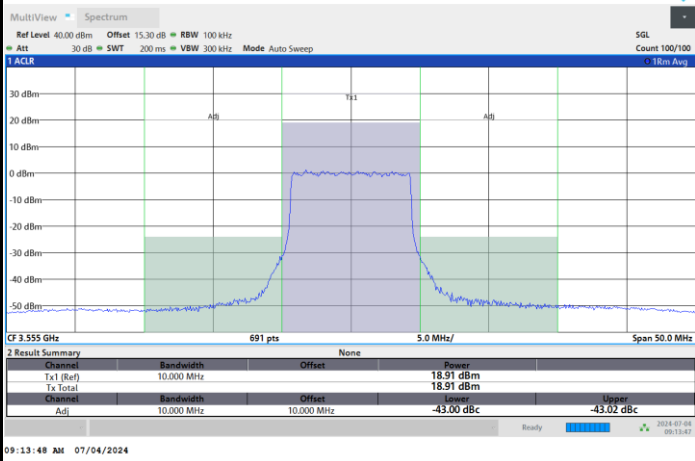 MultiView Spectrum
Ref Level 40.00 dBm Offset 15.30 dB RBW 100 kHz SGL
Att 30 dB SWT 200 ms VBW 300 kHz Mode Auto Sweep Count 100/100
1 ACLR 1Rm Avg
30 dBm
Tx1
20 dBm
Adj Adj
10 dBm
0 dBm
-10 dBm
-20 dBm
-30 dBm
-40 dBm
-50 dBm
CF 3.555 GHz 691 pts 5.0 MHz/ Span 50.0 MHz
2 Result Summary None
Channel Bandwidth Offset Power
Tx1 (Ref) 10.000 MHz 18.91 dBm
Tx Total 18.91 dBm
Channel Bandwidth Offset Lower Upper
Adj 10.000 MHz 10.000 MHz -43.00 dBc -43.02 dBc
Ready 2024-07-04
09:13:47
09:13:48 AM 07/04/2024